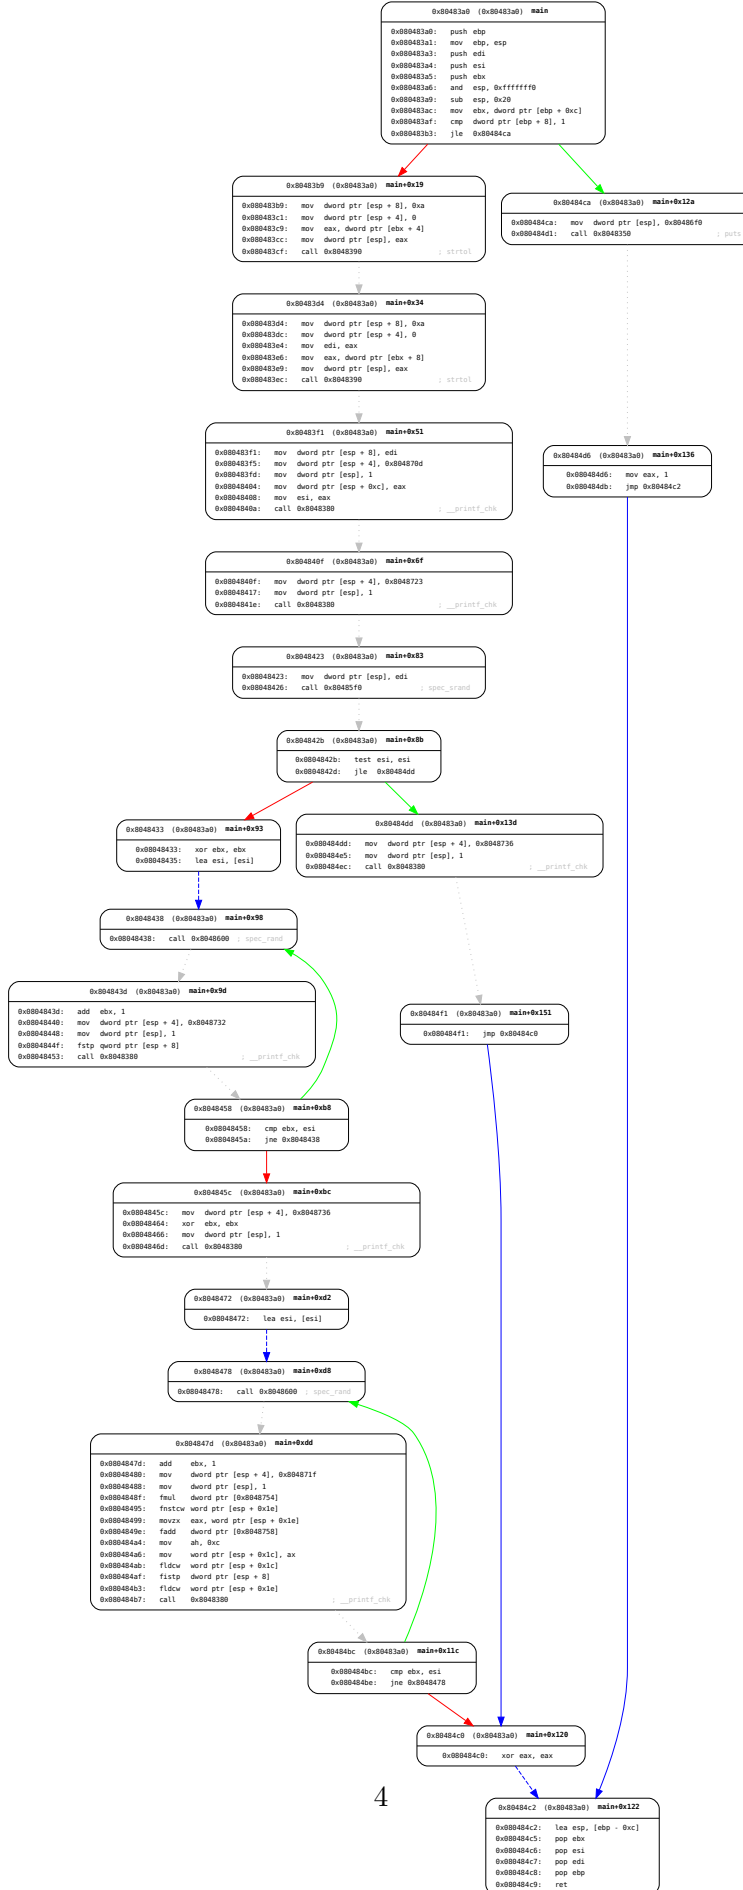 0x80483a0 (0x80483a0) main
0x080483a0: push ebp
0x080483a1: mov ebp, esp
0x080483a3: push edi
0x080483a4: push esi
0x080483a5: push ebx
0x080483a6: and esp, 0xfffffff0
0x080483a9: sub esp, 0x20
0x080483ac: mov ebx, dword ptr [ebp + 0xc]
0x080483af: cmp dword ptr [ebp + 8], 1
0x080483b3: jle 0x80484ca
0x80483b9 (0x80483a0) main+0x19
0x080483b9: mov dword ptr [esp + 8], 0xa
0x080483c1: mov dword ptr [esp + 4], 0
0x080483c9: mov eax, dword ptr [ebx + 4]
0x080483cc: mov dword ptr [esp], eax
0x080483cf: call 0x8048390 ; strtol
0x80484ca (0x80483a0) main+0x12a
0x080484ca: mov dword ptr [esp], 0x80486f0
0x080484d1: call 0x8048350 ; puts
0x80483d4 (0x80483a0) main+0x34
0x080483d4: mov dword ptr [esp + 8], 0xa
0x080483dc: mov dword ptr [esp + 4], 0
0x080483e4: mov edi, eax
0x080483e6: mov eax, dword ptr [ebx + 8]
0x080483e9: mov dword ptr [esp], eax
0x080483ec: call 0x8048390 ; strtol
0x80483f1 (0x80483a0) main+0x51
0x080483f1: mov dword ptr [esp + 8], edi
0x080483f5: mov dword ptr [esp + 4], 0x804870d
0x080483fd: mov dword ptr [esp], 1
0x08048404: mov dword ptr [esp + 0xc], eax
0x08048408: mov esi, eax
0x0804840a: call 0x8048380 ; __printf_chk
0x80484d6 (0x80483a0) main+0x136
0x080484d6: mov eax, 1
0x080484db: jmp 0x80484c2
0x804840f (0x80483a0) main+0x6f
0x0804840f: mov dword ptr [esp + 4], 0x8048723
0x08048417: mov dword ptr [esp], 1
0x0804841e: call 0x8048380 ; __printf_chk
0x8048423 (0x80483a0) main+0x83
0x08048423: mov dword ptr [esp], edi
0x08048426: call 0x80485f0 ; spec_srand
0x804842b (0x80483a0) main+0x8b
0x0804842b: test esi, esi
0x0804842d: jle 0x80484dd
0x8048433 (0x80483a0) main+0x93
0x08048433: xor ebx, ebx
0x08048435: lea esi, [esi]
0x80484dd (0x80483a0) main+0x13d
0x080484dd: mov dword ptr [esp + 4], 0x8048736
0x080484e5: mov dword ptr [esp], 1
0x080484ec: call 0x8048380 ; __printf_chk
0x8048438 (0x80483a0) main+0x98
0x08048438: call 0x8048600 ; spec_rand
0x804843d (0x80483a0) main+0x9d
0x0804843d: add ebx, 1
0x08048440: mov dword ptr [esp + 4], 0x8048732
0x08048448: mov dword ptr [esp], 1
0x0804844f: fstp qword ptr [esp + 8]
0x08048453: call 0x8048380 ; __printf_chk
0x80484f1 (0x80483a0) main+0x151
0x080484f1: jmp 0x80484c0
0x8048458 (0x80483a0) main+0xb8
0x08048458: cmp ebx, esi
0x0804845a: jne 0x8048438
0x804845c (0x80483a0) main+0xbc
0x0804845c: mov dword ptr [esp + 4], 0x8048736
0x08048464: xor ebx, ebx
0x08048466: mov dword ptr [esp], 1
0x0804846d: call 0x8048380 ; __printf_chk
0x8048472 (0x80483a0) main+0xd2
0x08048472: lea esi, [esi]
0x8048478 (0x80483a0) main+0xd8
0x08048478: call 0x8048600 ; spec_rand
0x804847d (0x80483a0) main+0xdd
0x0804847d: add ebx, 1
0x08048480: mov dword ptr [esp + 4], 0x804871f
0x08048488: mov dword ptr [esp], 1
0x0804848f: fmul dword ptr [0x8048754]
0x08048495: fnstcw word ptr [esp + 0x1e]
0x08048499: movzx eax, word ptr [esp + 0x1e]
0x0804849e: fadd dword ptr [0x8048758]
0x080484a4: mov ah, 0xc
0x080484a6: mov word ptr [esp + 0x1c], ax
0x080484ab: fldcw word ptr [esp + 0x1c]
0x080484af: fistp dword ptr [esp + 8]
0x080484b3: fldcw word ptr [esp + 0x1e]
0x080484b7: call 0x8048380 ; __printf_chk
0x80484bc (0x80483a0) main+0x11c
0x080484bc: cmp ebx, esi
0x080484be: jne 0x8048478
0x80484c0 (0x80483a0) main+0x120
0x080484c0: xor eax, eax
4
0x80484c2 (0x80483a0) main+0x122
0x080484c2: lea esp, [ebp - 0xc]
0x080484c5: pop ebx
0x080484c6: pop esi
0x080484c7: pop edi
0x080484c8: pop ebp
0x080484c9: ret